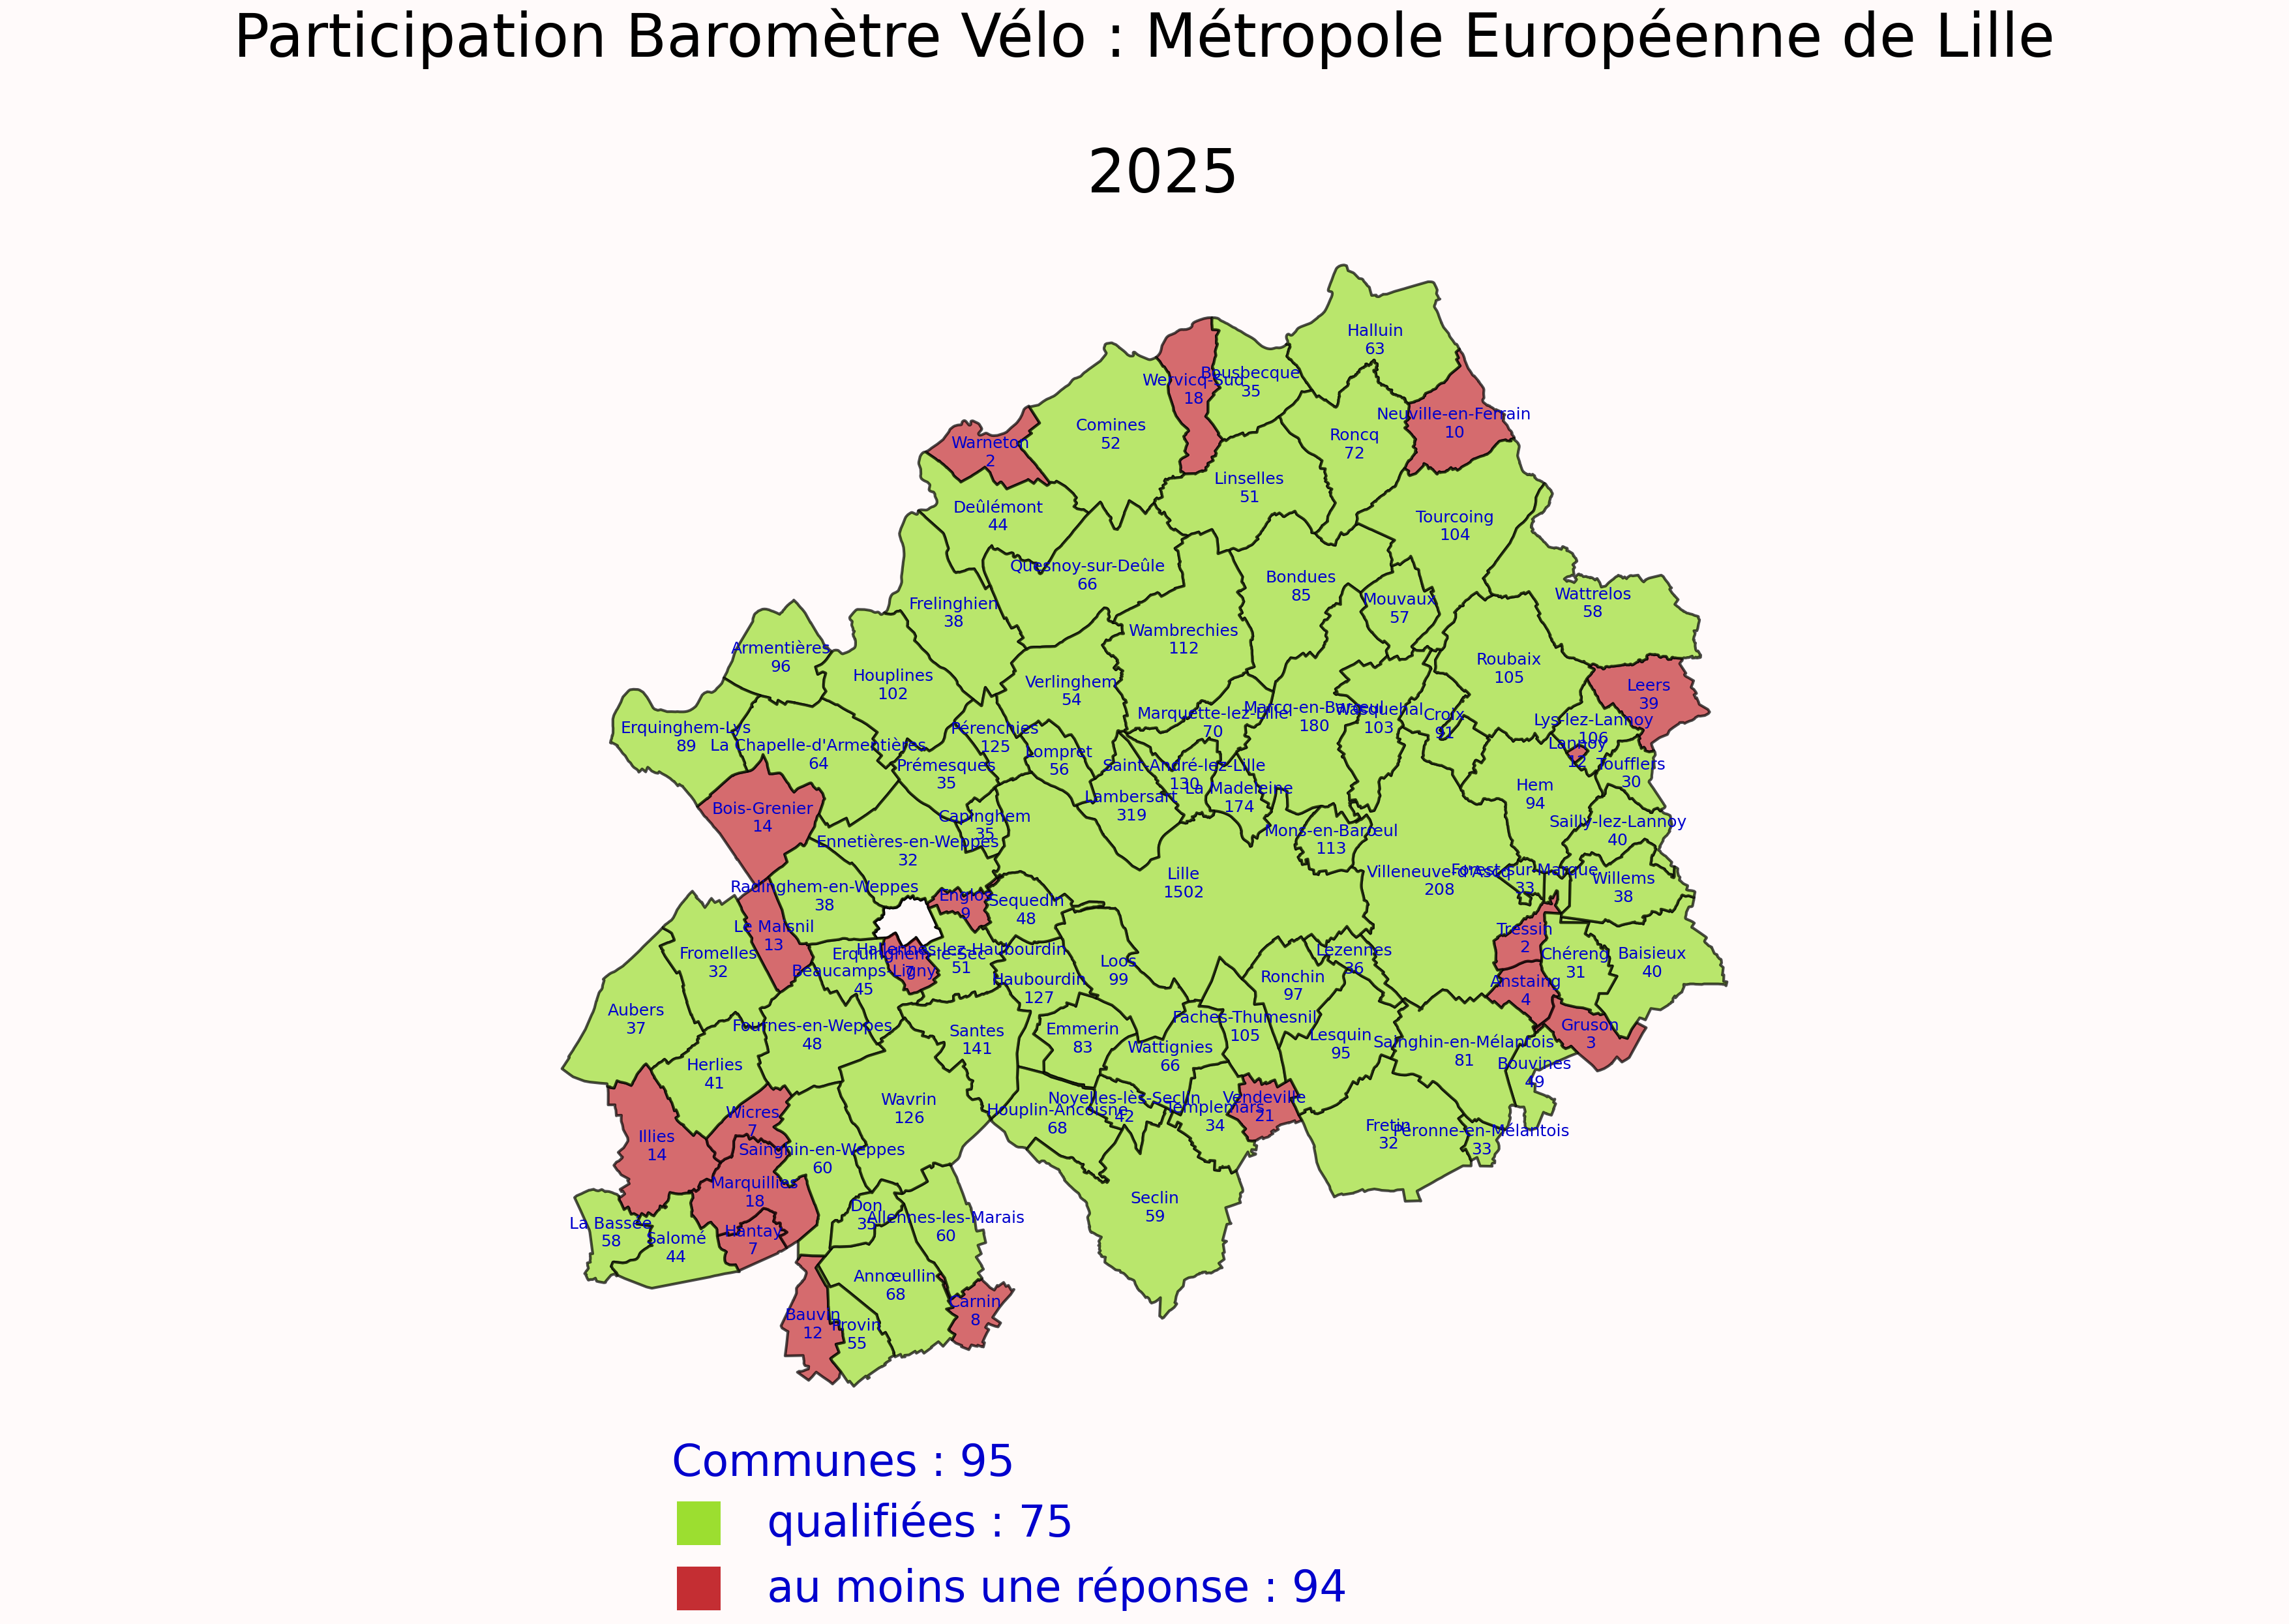 Participation Baromètre Vélo : Métropole Européenne de Lille
2025
Halluin
63
Bousbecque
35
Wervicq-Sud
18
Neuville-en-Ferrain
10
Comines
52
Roncq
72
Warneton
2
Linselles
51
Deûlémont
44
Tourcoing
104
Quesnoy-sur-Deûle
66
Bondues
85
Wattrelos
58
Mouvaux
57
Frelinghien
38
Wambrechies
112
Armentières
96
Roubaix
105
Houplines
102
Verlinghem
54
Leers
39
Marcq-en-Barœul
180
Wasquehal
103
Marquette-lez-Lille
70
Croix
91
Lys-lez-Lannoy
106
Erquinghem-Lys
89
Pérenchies
125
La Chapelle-d'Armentières
64
Lannoy
12
Lompret
56
Prémesques
35
Saint-André-lez-Lille
130
Toufflers
30
La Madeleine
174
Hem
94
Lambersart
319
Bois-Grenier
14
Capinghem
35
Sailly-lez-Lannoy
40
Mons-en-Barœul
113
Ennetières-en-Weppes
32
Lille
1502
Villeneuve-d'Ascq
208
Forest-sur-Marque
33
Willems
38
Radinghem-en-Weppes
38
Englos
9
Sequedin
48
Le Maisnil
13
Tressin
2
Hallennes-lez-Haubourdin
51
Erquinghem-le-Sec
7
Lezennes
36
Fromelles
32
Chéreng
31
Baisieux
40
Loos
99
Beaucamps-Ligny
45
Ronchin
97
Haubourdin
127
Anstaing
4
Aubers
37
Faches-Thumesnil
105
Fournes-en-Weppes
48
Santes
141
Emmerin
83
Gruson
3
Lesquin
95
Sainghin-en-Mélantois
81
Wattignies
66
Herlies
41
Bouvines
49
Wavrin
126
Noyelles-lès-Seclin
42
Vendeville
21
Templemars
34
Houplin-Ancoisne
68
Wicres
7
Fretin
32
Péronne-en-Mélantois
33
Illies
14
Sainghin-en-Weppes
60
Marquillies
18
Seclin
59
Don
35
Allennes-les-Marais
60
La Bassée
58
Hantay
7
Salomé
44
Annœullin
68
Carnin
8
Bauvin
12
Provin
55
Communes : 95
qualifiées : 75
au moins une réponse : 94